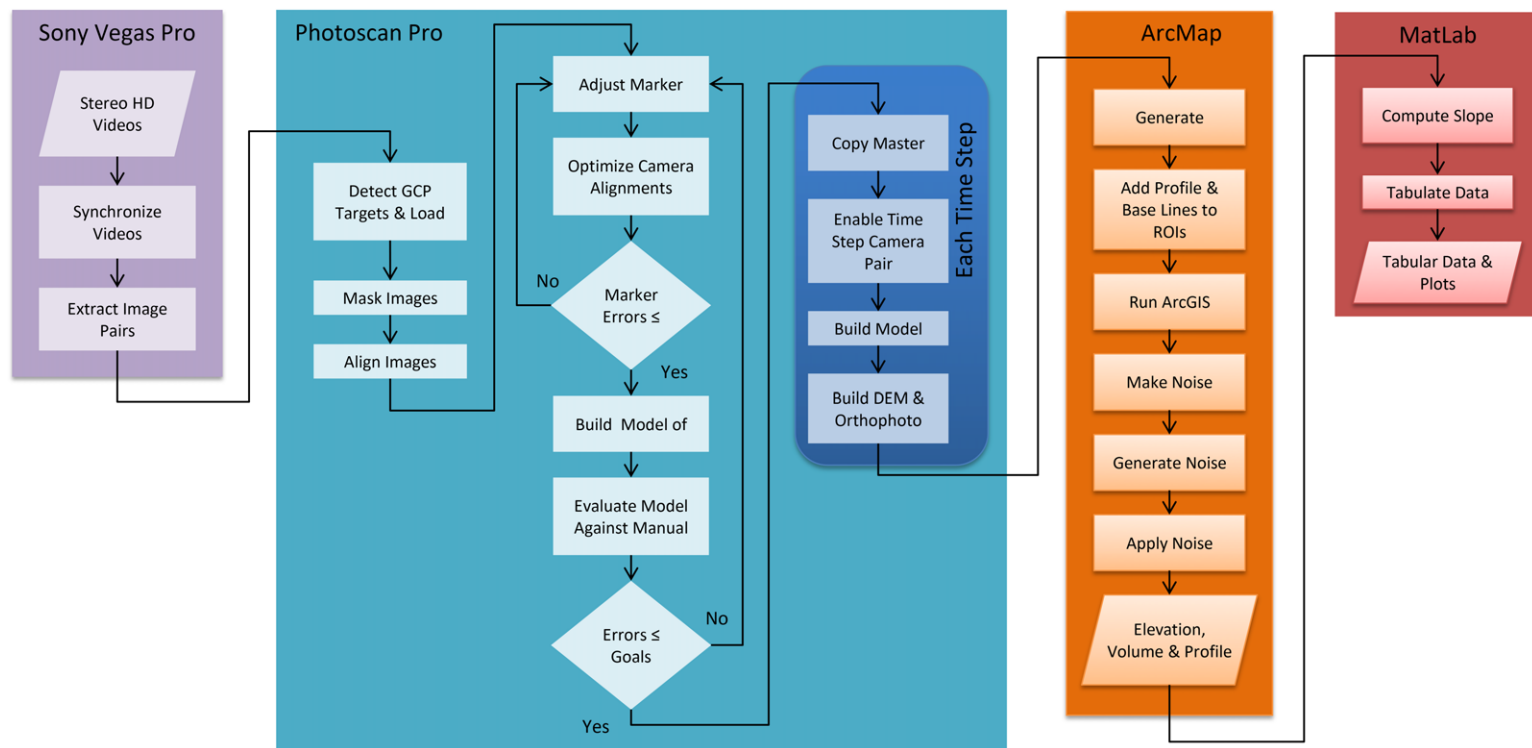 Sony Vegas Pro
Stereo HD
Videos
Synchronize
Videos
Extract Image
Pairs
Photoscan Pro
Detect GCP
Targets & Load
Mask Images
Align Images
Adjust Marker
Optimize Camera
Alignments
No
Marker
Errors ≤
Yes
Build Model of
Evaluate Model
Against Manual
Errors ≤
Goals
No
Yes
Each Time Step
Copy Master
Enable Time
Step Camera
Pair
Build Model
Build DEM &
Orthophoto
ArcMap
Generate
Add Profile &
Base Lines to
ROIs
Run ArcGIS
Make Noise
Generate Noise
Apply Noise
Elevation,
Volume & Profile
MatLab
Compute Slope
Tabulate Data
Tabular Data &
Plots